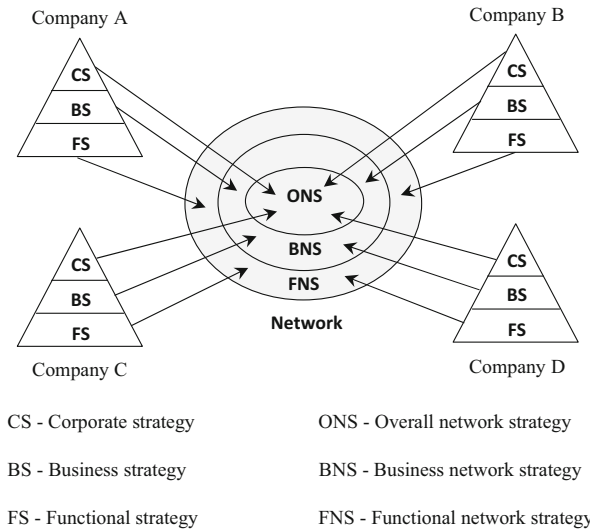 Company A
Company B
CS
BS
FS
CS
BS
FS
ONS
BNS
FNS
Network
CS
BS
FS
CS
BS
FS
Company C
Company D
CS - Corporate strategy
ONS - Overall network strategy
BS - Business strategy
BNS - Business network strategy
FS - Functional strategy
FNS - Functional network strategy